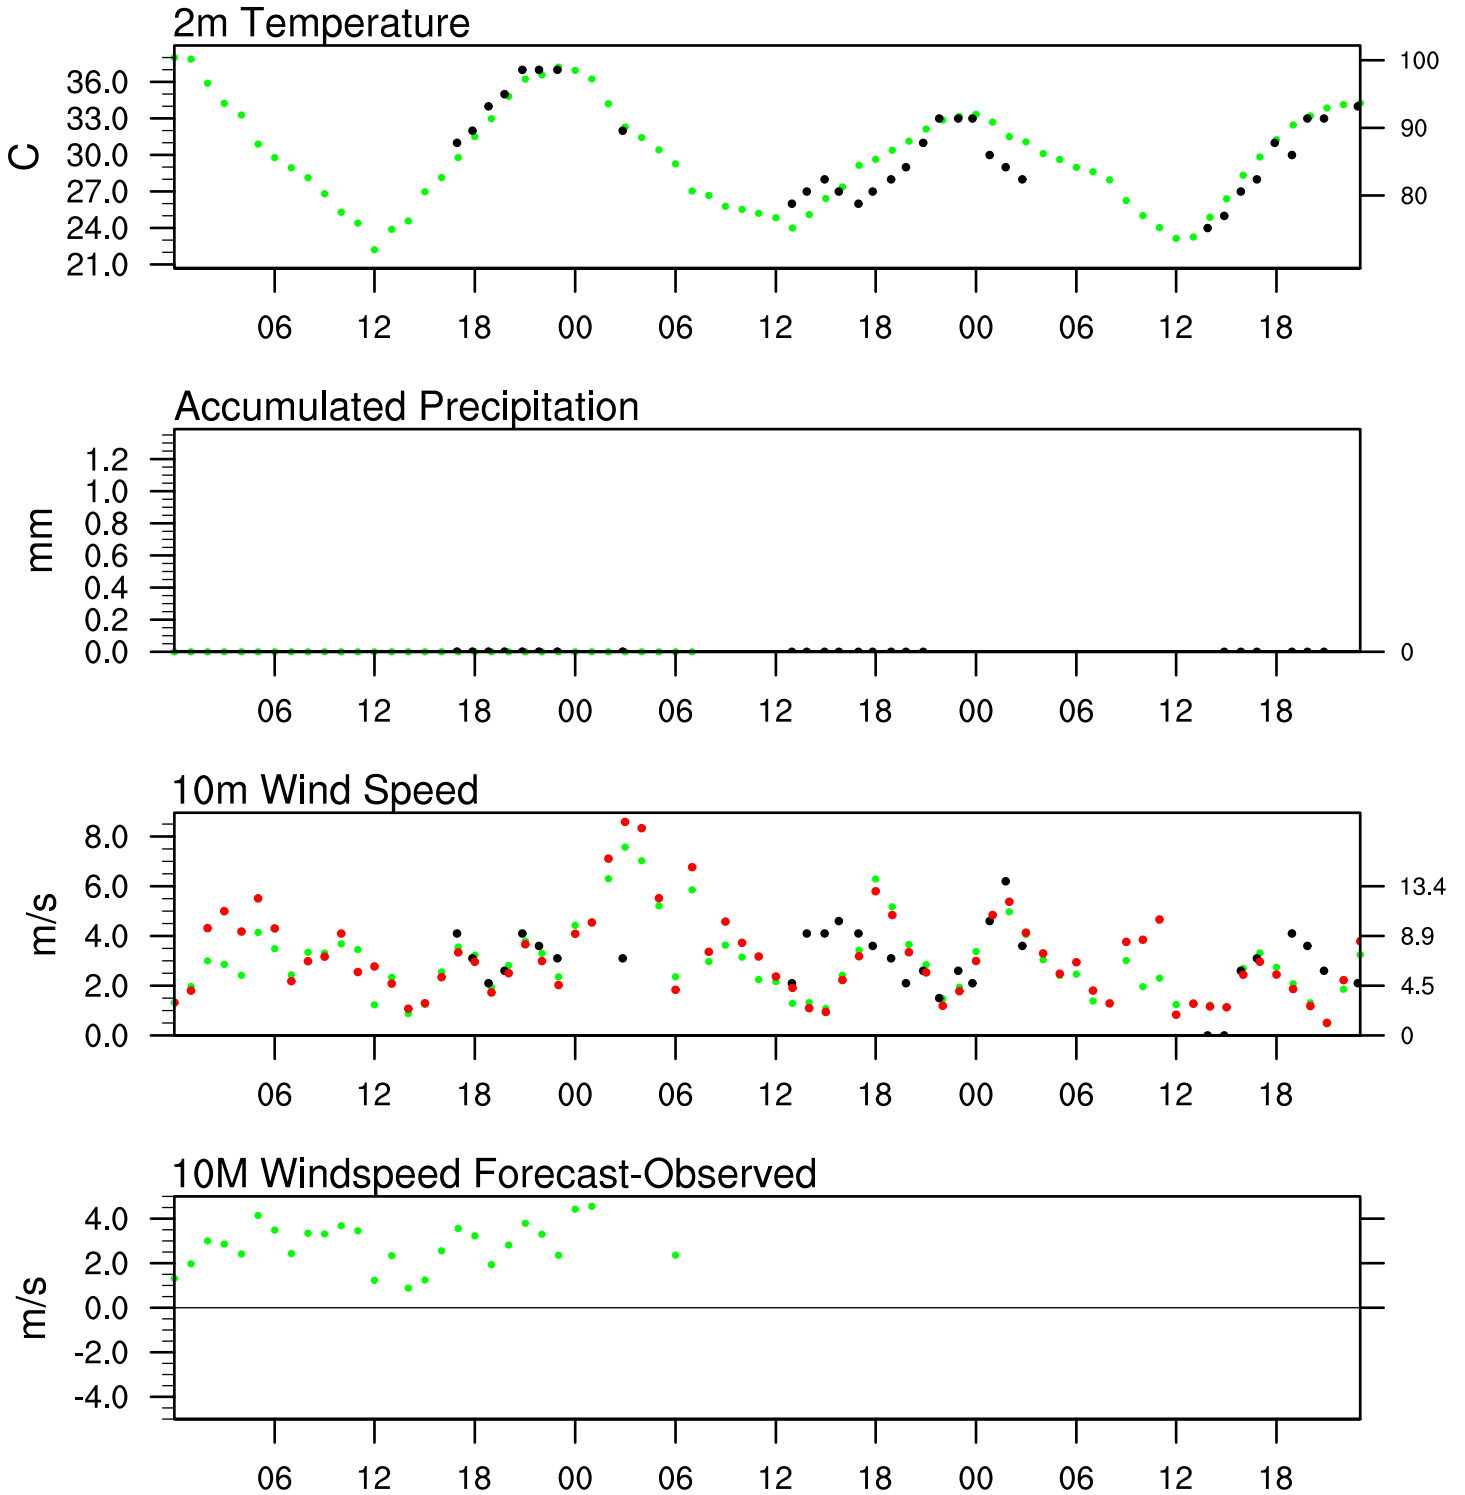 2m Temperature
C
36.0
33.0
30.0
27.0
24.0
21.0
100
90
80
06 12 18 00 06 12 18 00 06 12 18
Accumulated Precipitation
mm
1.2
1.0
0.8
0.6
0.4
0.2
0.0
0
06 12 18 00 06 12 18 00 06 12 18
10m Wind Speed
m/s
8.0
6.0
4.0
2.0
0.0
13.4
8.9
4.5
0
06 12 18 00 06 12 18 00 06 12 18
10M Windspeed Forecast-Observed
m/s
4.0
2.0
0.0
-2.0
-4.0
06 12 18 00 06 12 18 00 06 12 18